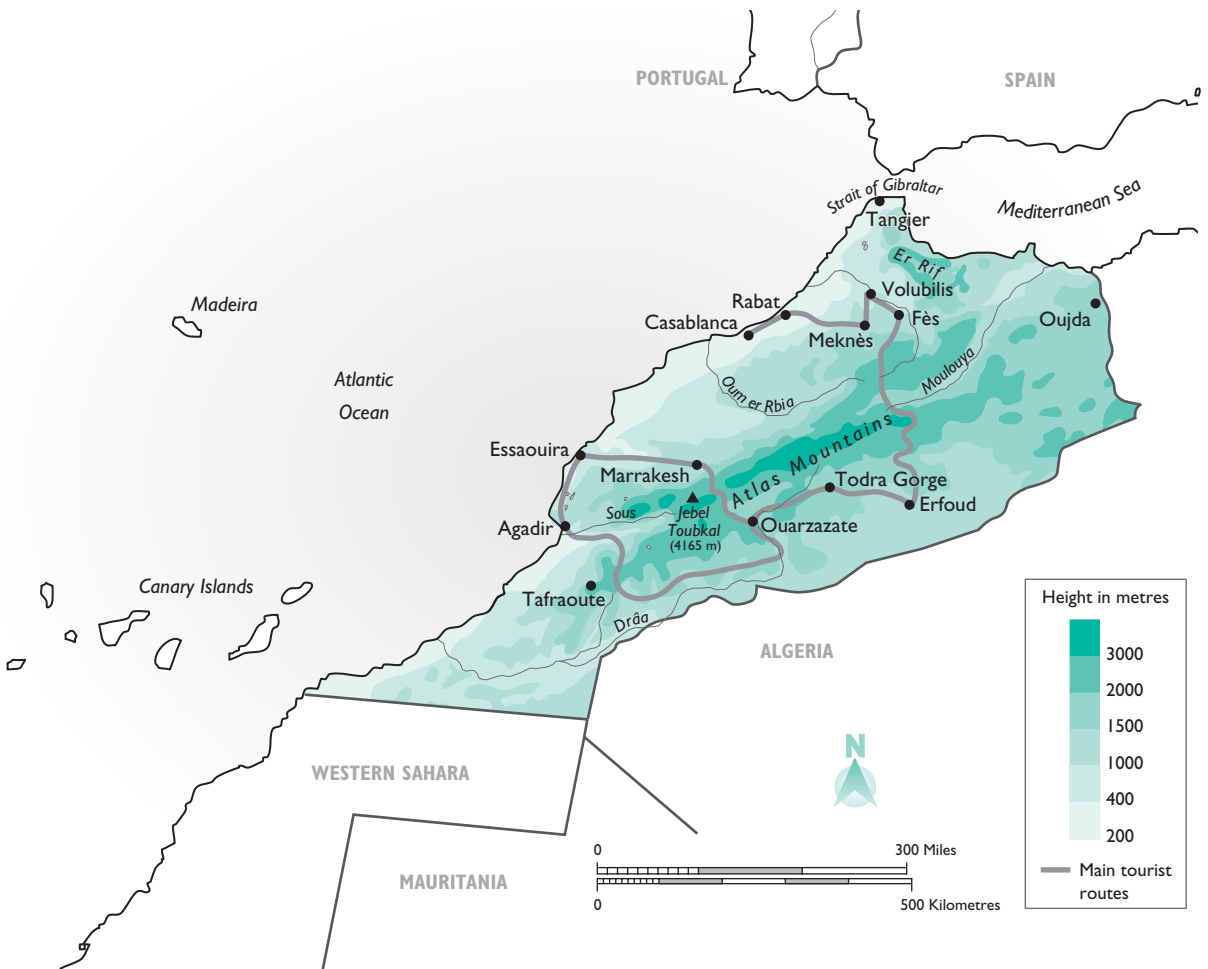 PORTUGAL
SPAIN
Strait of Gibraltar
Mediterranean Sea
Tangier
Er Rif
Madeira
Rabat
Volubilis
Casablanca
Fès
Oujda
Meknès
Atlantic
Ocean
Oum er Rbia
Moulouya
Essaouira
Marrakesh
Atlas Mountains
Todra Gorge
Sous
Jebel
Toubkal
(4165 m)
Erfoud
Agadir
Ouarzazate
Canary Islands
Tafraoute
Drâa
ALGERIA
WESTERN SAHARA
MAURITANIA
N
0
300 Miles
0
500 Kilometres
Height in metres
3000
2000
1500
1000
400
200
Main tourist
routes